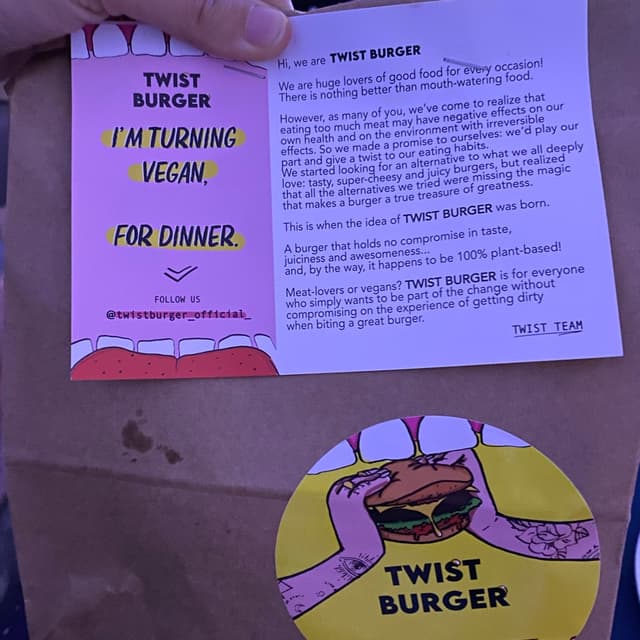 TWIST
BURGER
I'M TURNING
VEGAN,
FOR DINNER.
FOLLOW US
@twistburger_official_
Hi, we are TWIST BURGER
We are huge lovers of good food for every occasion!
There is nothing better than mouth-watering food.
However, as many of you, we've come to realize that
eating too much meat may have negative effects on our
own health and on the environment with irreversible
effects. So we made a promise to ourselves: we'd play our
part and give a twist to our eating habits.
We started looking for an alternative to what we all deeply
love: tasty, super-cheesy and juicy burgers, but realized
that all the alternatives we tried were missing the magic
that makes a burger a true treasure of greatness.
This is when the idea of TWIST BURGER was born.
A burger that holds no compromise in taste,
juiciness and awesomeness...
and, by the way, it happens to be 100% plant-based!
Meat-lovers or vegans? TWIST BURGER is for everyone
who simply wants to be part of the change without
compromising on the experience of getting dirty
when biting a great burger.
TWIST TEAM
TWIST
BURGER